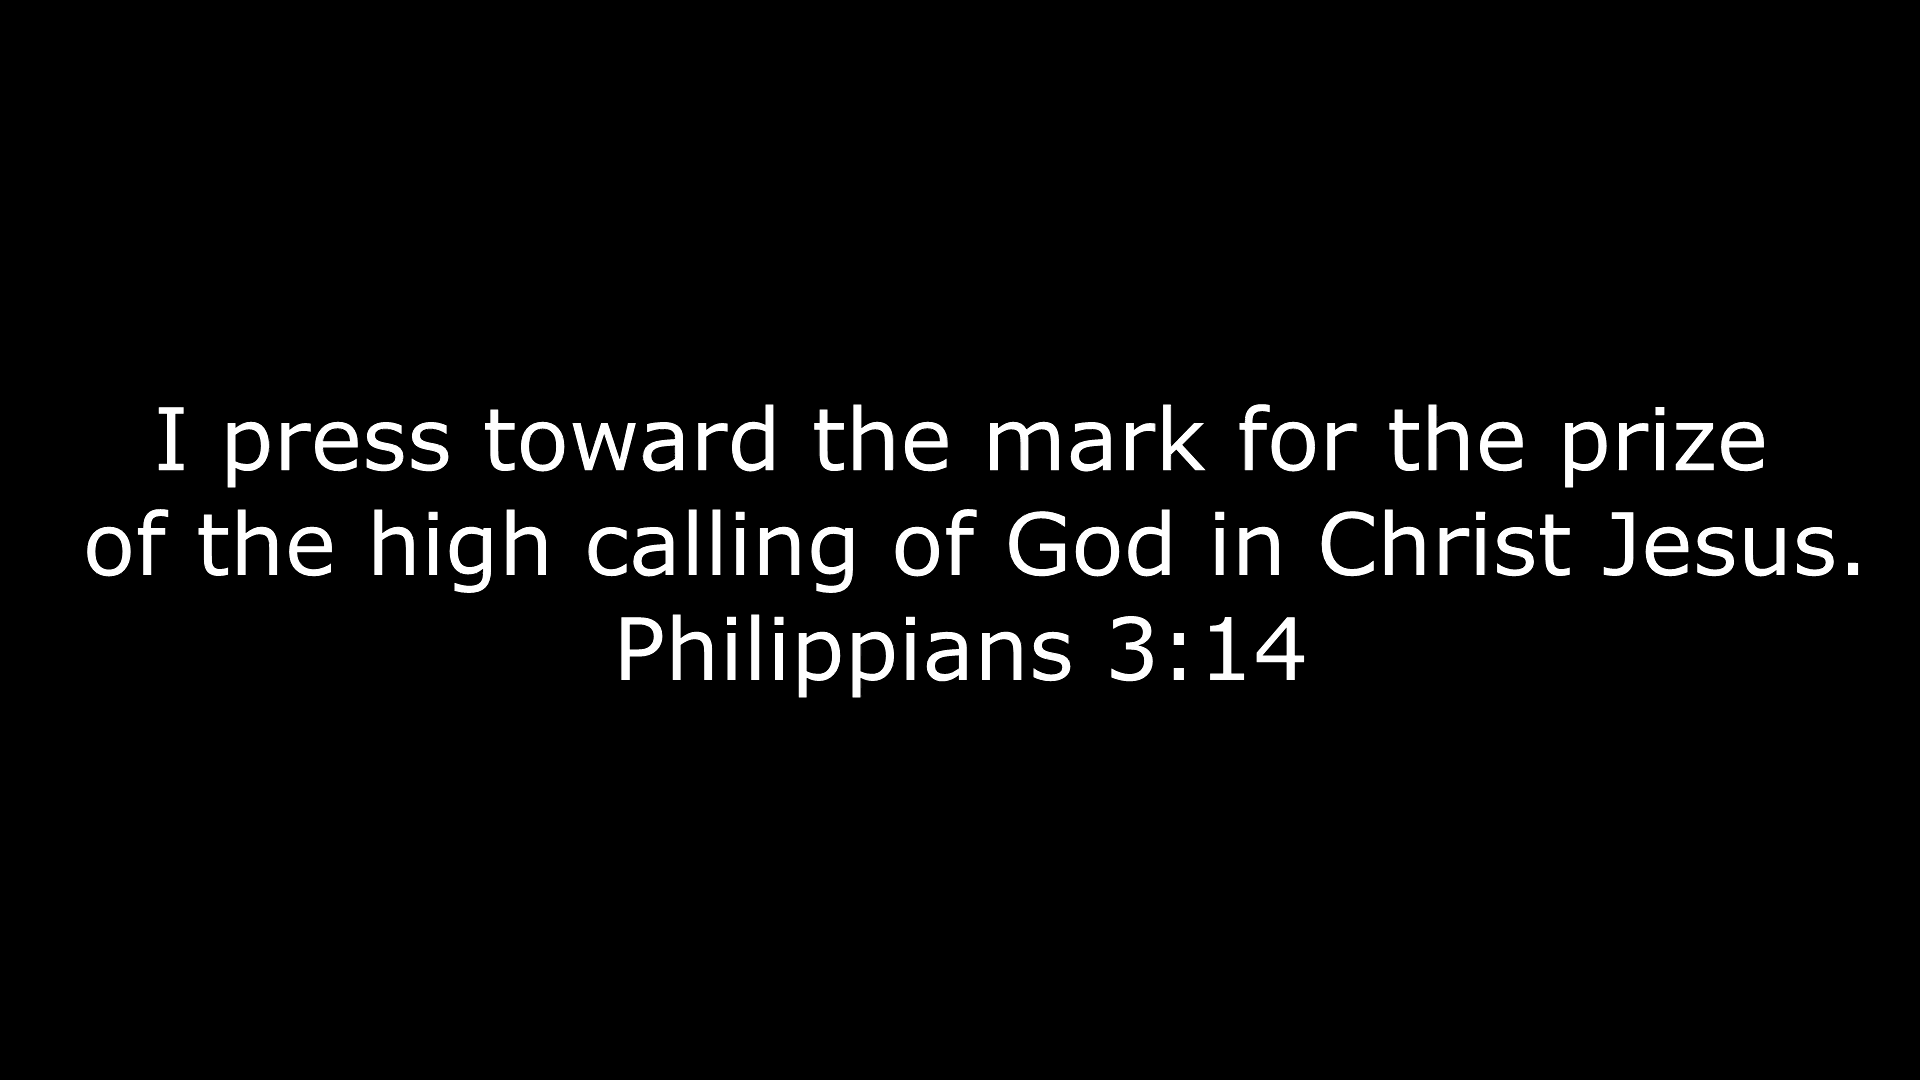 I press toward the mark for the prize
of the high calling of God in Christ Jesus.
Philippians 3:14